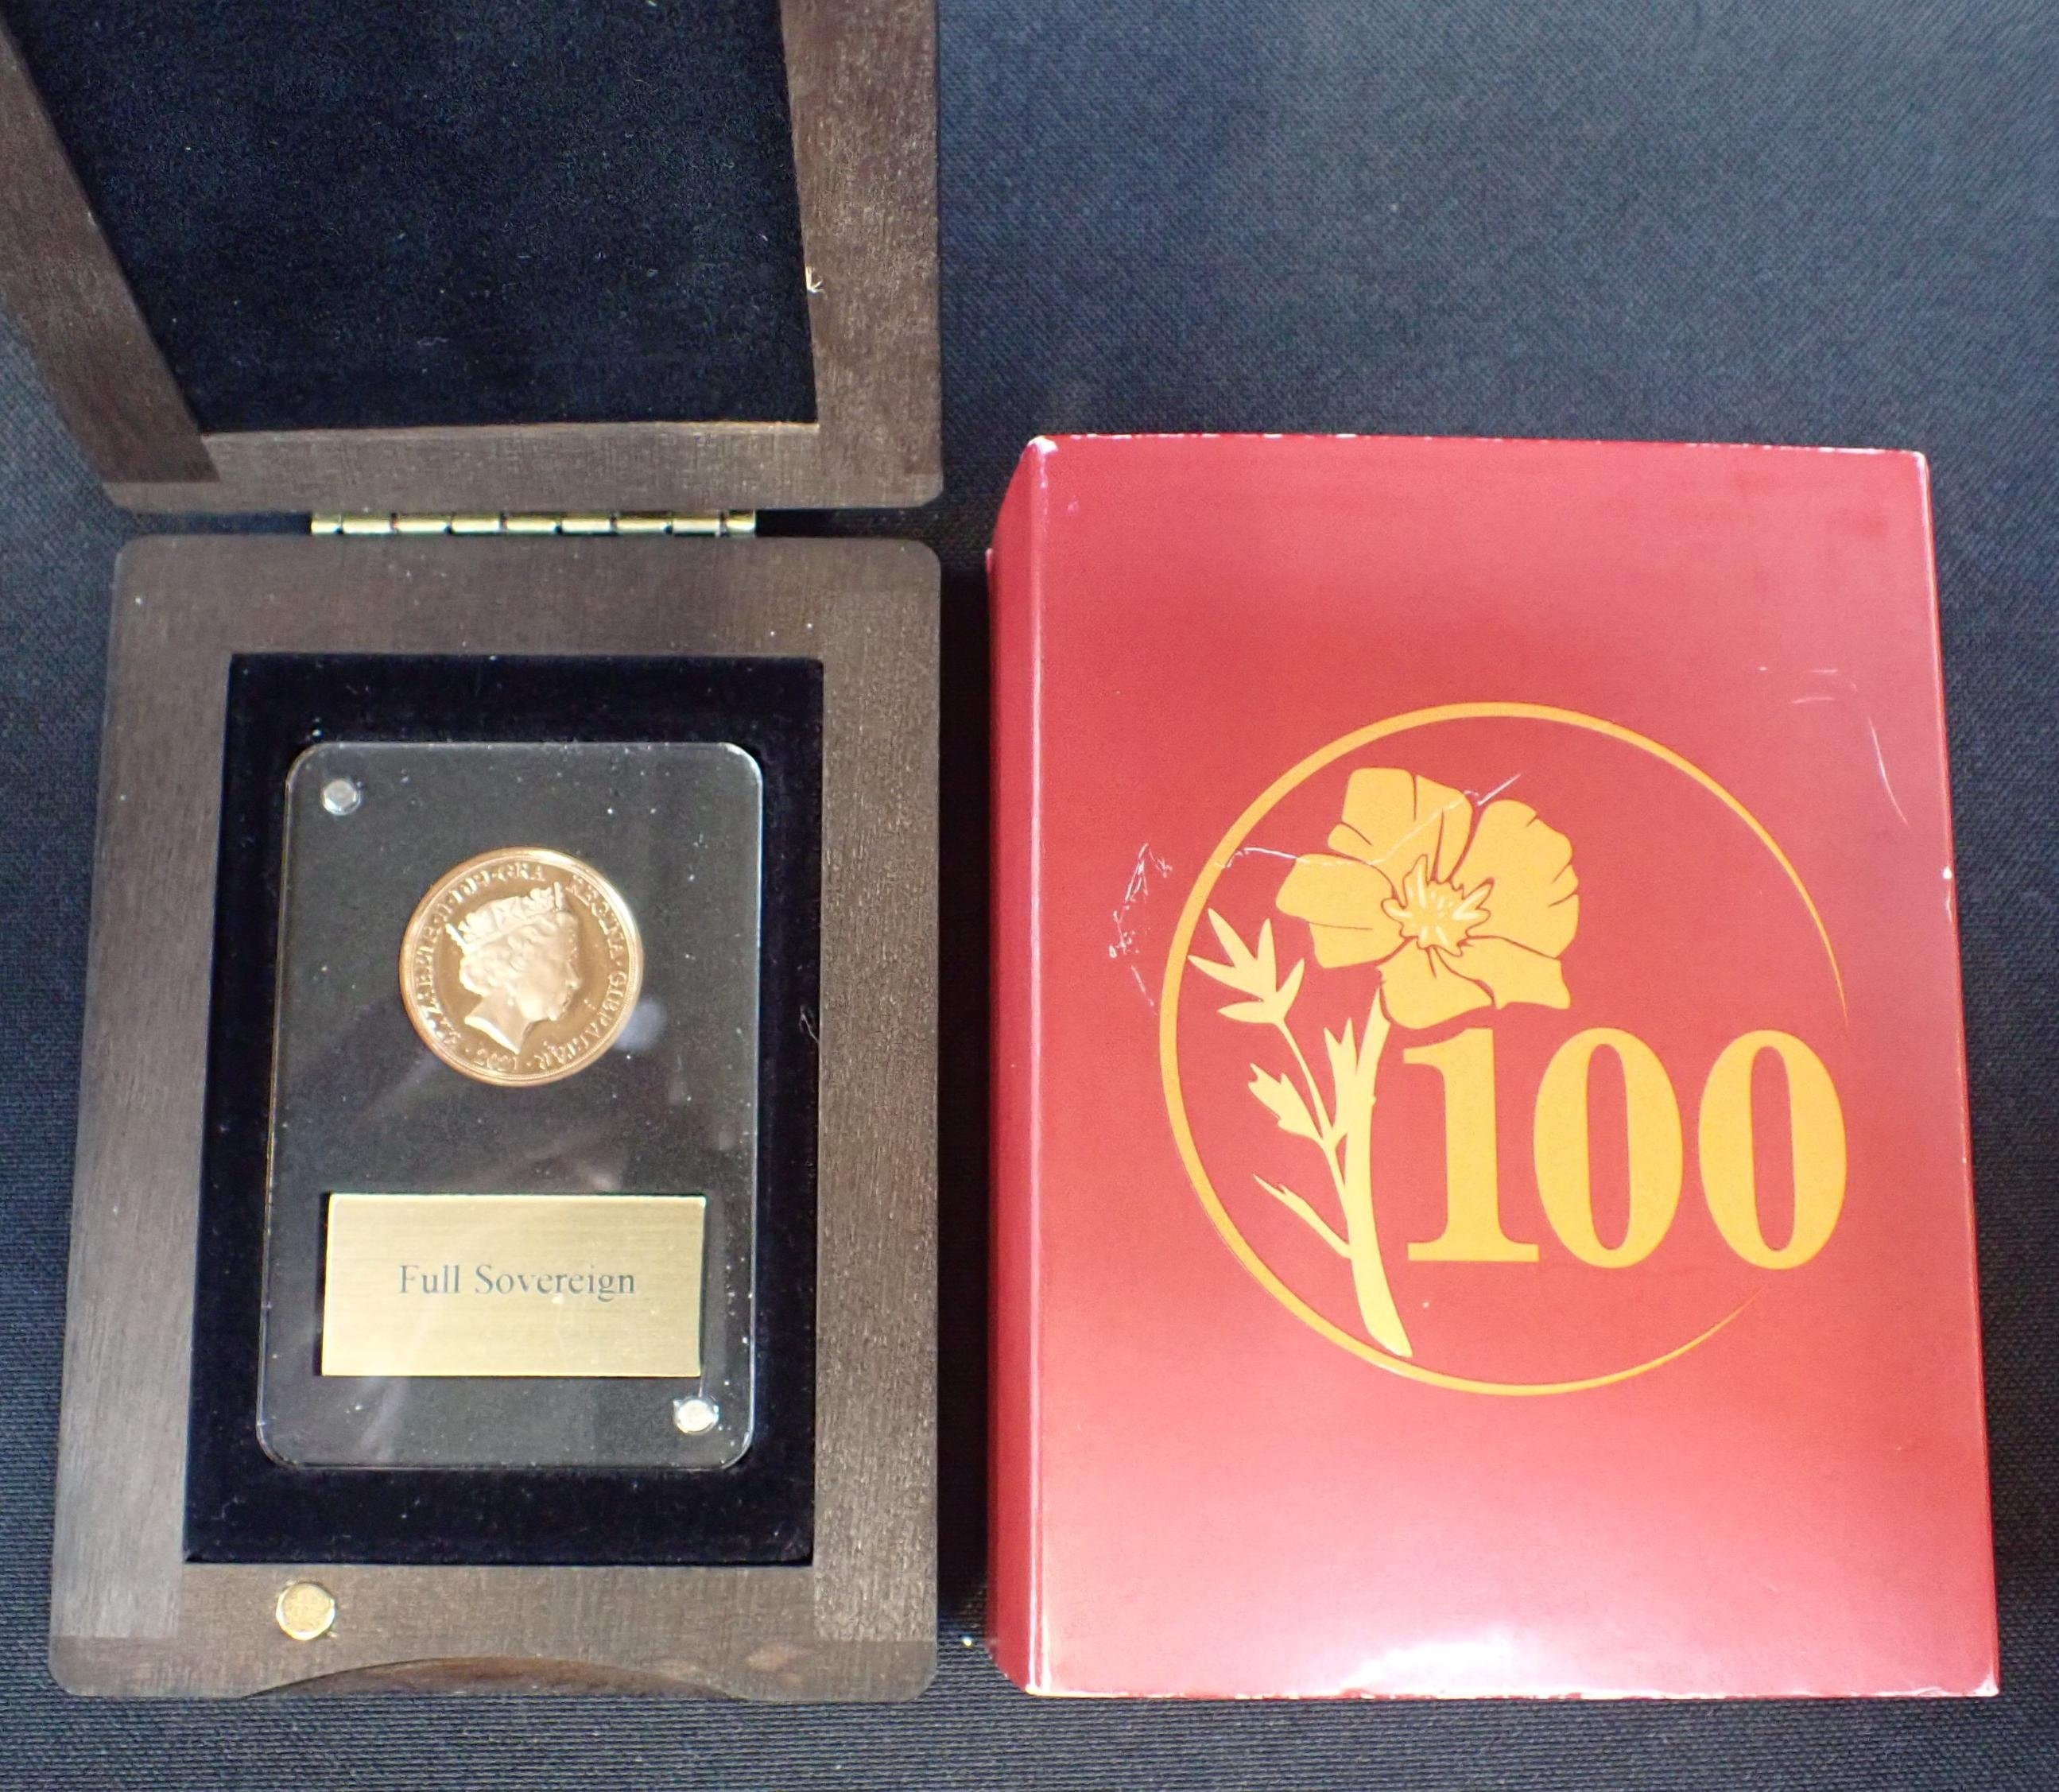 ELIZABETH·II·DEI·GRA REGINA·GIBRALTAR
· 2021 ·
Full Sovereign
100